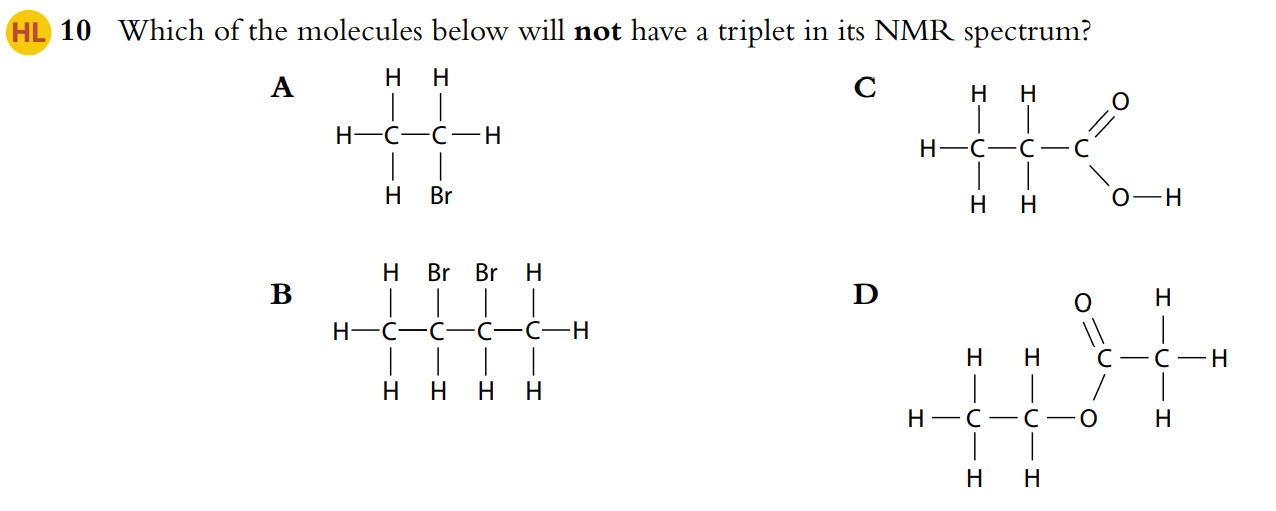 HL 10 Which of the molecules below will not have a triplet in its NMR spectrum?
A
H H
H—C—C—H
H Br
B
H Br Br H
H—C—C—C—C—H
H H H H
C
H H O
H—C—C—C
H H O—H
D
O H
H H C—C—H
H—C—C—O H
H H